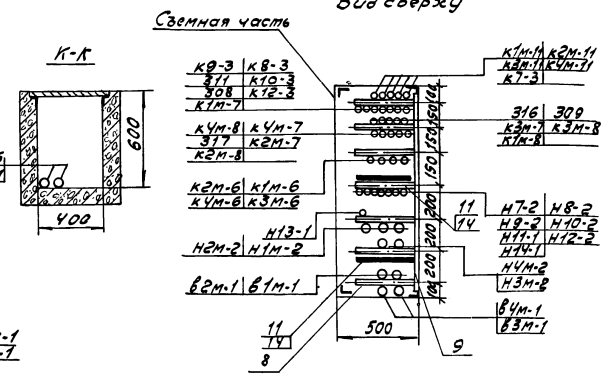 Вид сверху
Съемная часть
К-К
600
400
к9-3 к8-3
311 к10-3
308 к12-3
к1м-7
к4м-8 к4м-7
317 к2м-7
к2м-8
к2м-6 к1м-6
к4м-6 к3м-6
н13-1
н2м-2 н1м-2
в2м-1 в1м-1
11
14
8
к1м-11 к2м-11
к3м-11 к4м-11
к7-3
316 309
к3м-7 к3м-8
к1м-8
11
14
н7-2 н8-2
н9-2 н10-2
н11-1 н12-2
н14-1
н4м-2
н3м-2
в4м-1
в3м-1
9
150
150
150
200
200
200
500
-1
-1